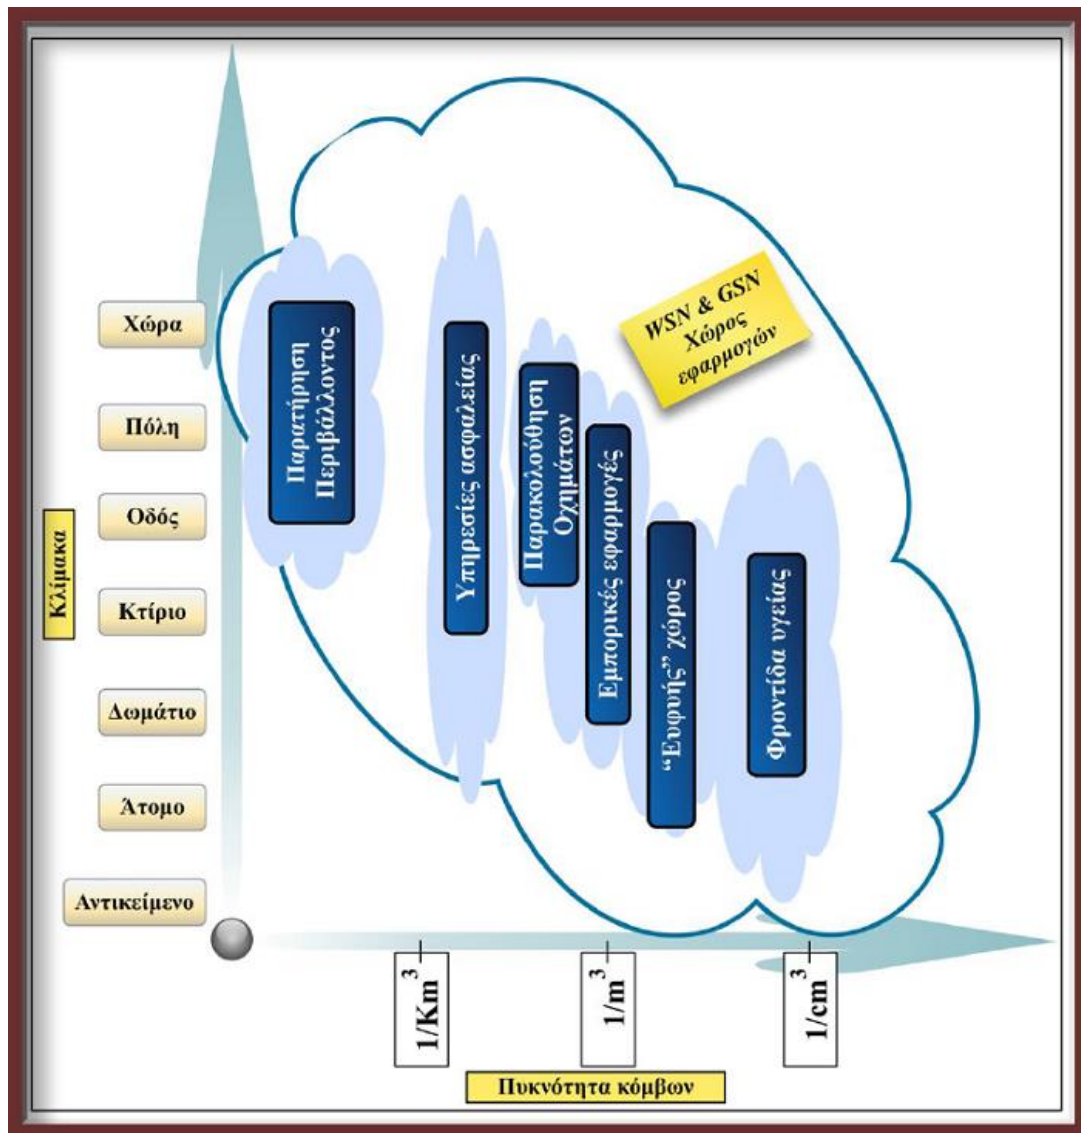 Κλίμακα
Χώρα
Πόλη
Οδός
Κτίριο
Δωμάτιο
Άτομο
Αντικείμενο
Παρατήρηση
Περιβάλλοντος
Υπηρεσίες ασφαλείας
Παρακολούθηση
Οχημάτων
Εμπορικές εφαρμογές
“Ευφυής” χώρος
Φροντίδα υγείας
WSN & GSN
Χώρος
εφαρμογών
1/Km³
1/m³
1/cm³
Πυκνότητα κόμβων